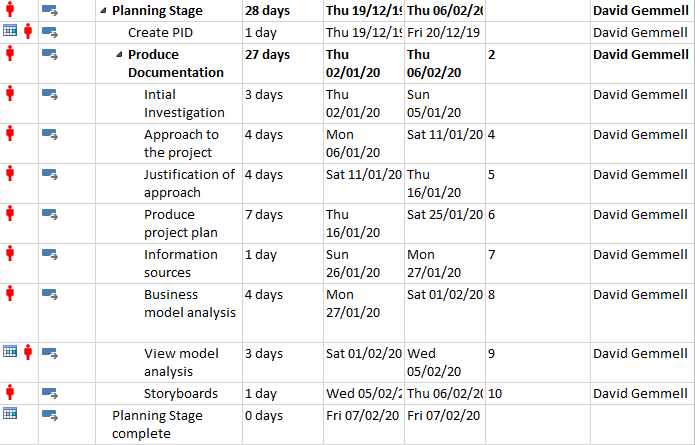 Planning Stage 28 days Thu 19/12/19 Thu 06/02/20 David Gemmell
Create PID 1 day Thu 19/12/19 Fri 20/12/19 David Gemmell
Produce 27 days Thu Thu 2 David Gemmell
Documentation 02/01/20 06/02/20
Intial 3 days Thu Sun David Gemmell
Investigation 02/01/20 05/01/20
Approach to 4 days Mon Sat 11/01/20 4 David Gemmell
the project 06/01/20
Justification of 4 days Sat 11/01/20 Thu 5 David Gemmell
approach 16/01/20
Produce 7 days Thu Sat 25/01/20 6 David Gemmell
project plan 16/01/20
Information 1 day Sun Mon 7 David Gemmell
sources 26/01/20 27/01/20
Business 4 days Mon Sat 01/02/20 8 David Gemmell
model analysis 27/01/20
View model 3 days Sat 01/02/20 Wed 9 David Gemmell
analysis 05/02/20
Storyboards 1 day Wed 05/02/2 Thu 06/02/20 10 David Gemmell
Planning Stage 0 days Fri 07/02/20 Fri 07/02/20
complete